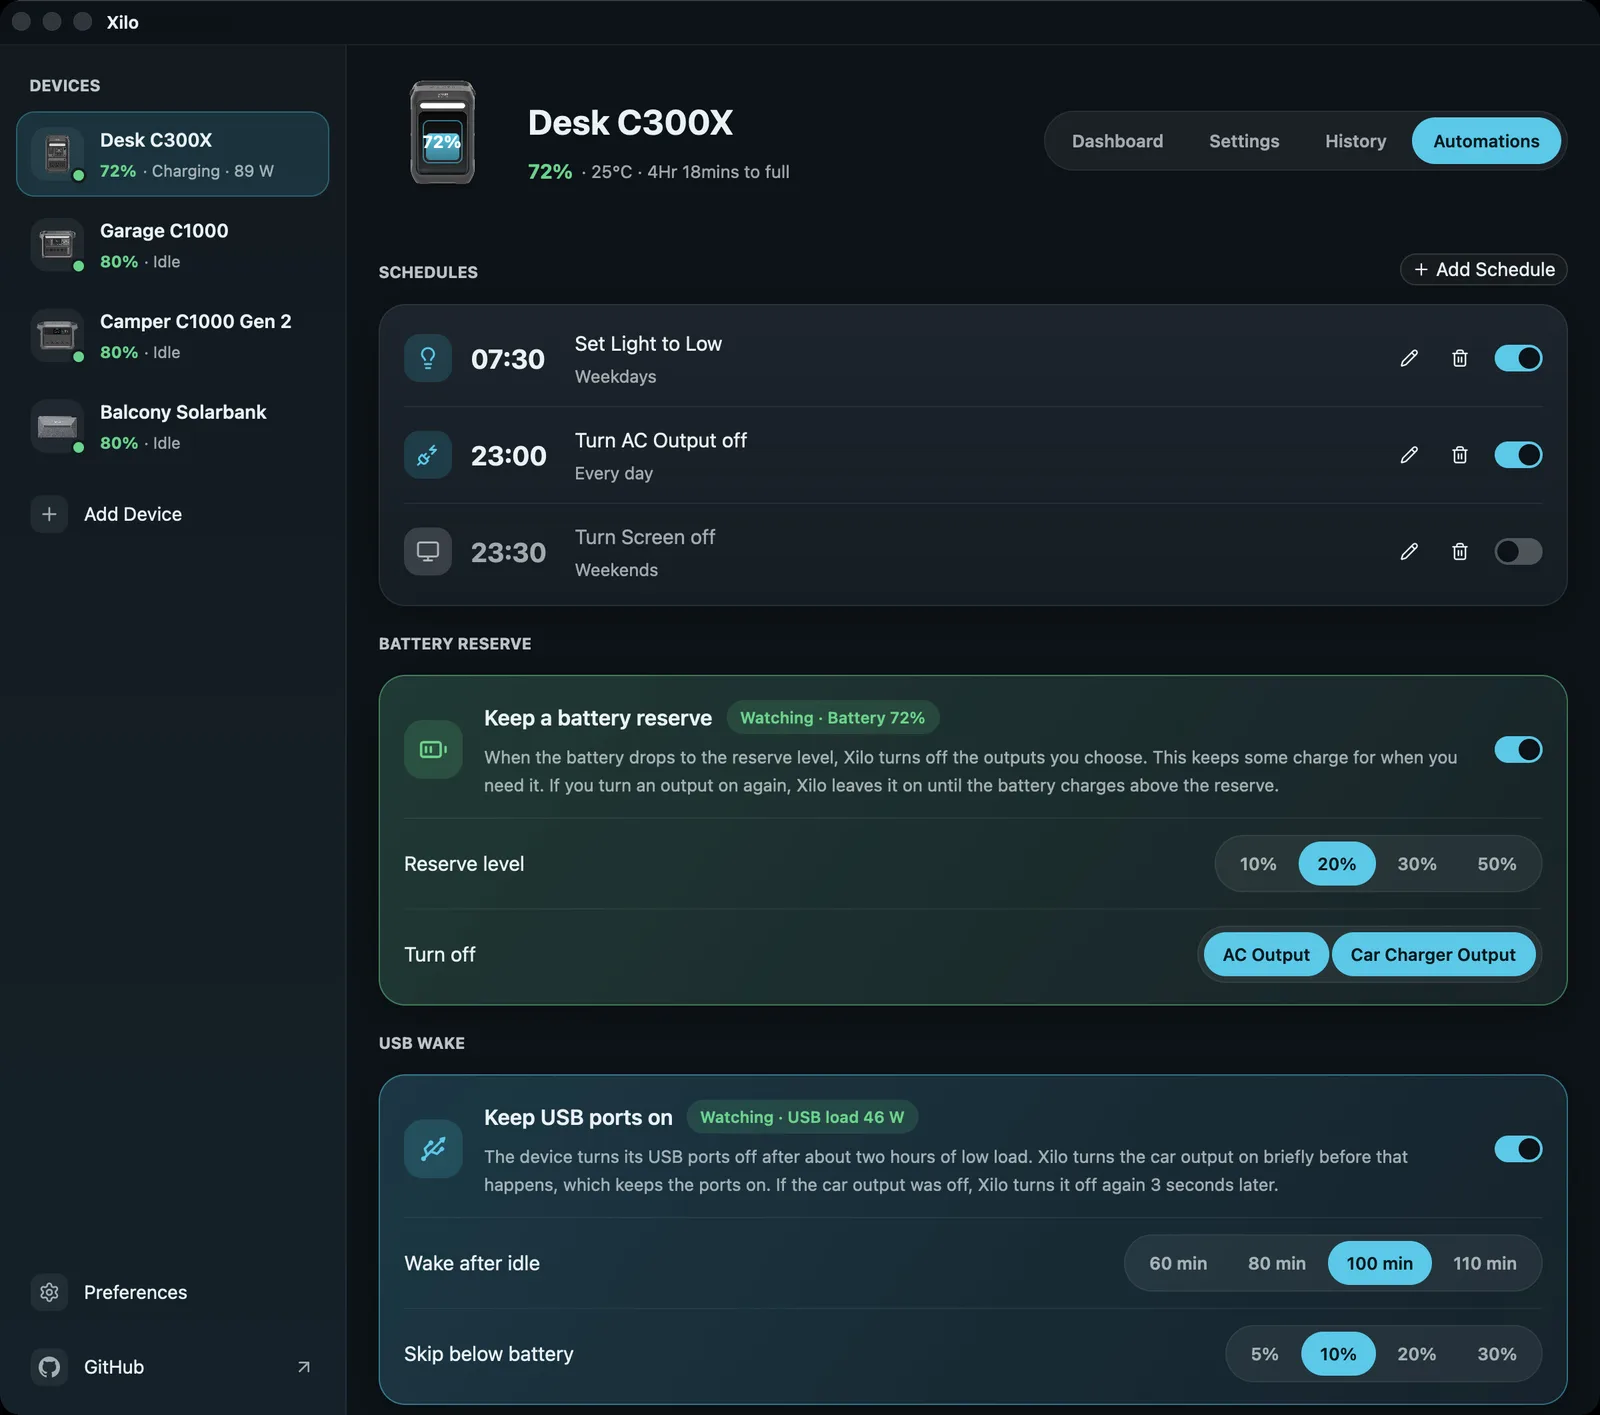 Xilo
DEVICES
Desk C300X
72% · Charging · 89 W
Garage C1000
80% · Idle
Camper C1000 Gen 2
80% · Idle
Balcony Solarbank
80% · Idle
Add Device
Preferences
GitHub
72%
Desk C300X
72% · 25°C · 4Hr 18mins to full
Dashboard
Settings
History
Automations
SCHEDULES
+ Add Schedule
07:30
Set Light to Low
Weekdays
23:00
Turn AC Output off
Every day
23:30
Turn Screen off
Weekends
BATTERY RESERVE
Keep a battery reserve
Watching · Battery 72%
When the battery drops to the reserve level, Xilo turns off the outputs you choose. This keeps some charge for when you
need it. If you turn an output on again, Xilo leaves it on until the battery charges above the reserve.
Reserve level
10%
20%
30%
50%
Turn off
AC Output
Car Charger Output
USB WAKE
Keep USB ports on
Watching · USB load 46 W
The device turns its USB ports off after about two hours of low load. Xilo turns the car output on briefly before that
happens, which keeps the ports on. If the car output was off, Xilo turns it off again 3 seconds later.
Wake after idle
60 min
80 min
100 min
110 min
Skip below battery
5%
10%
20%
30%